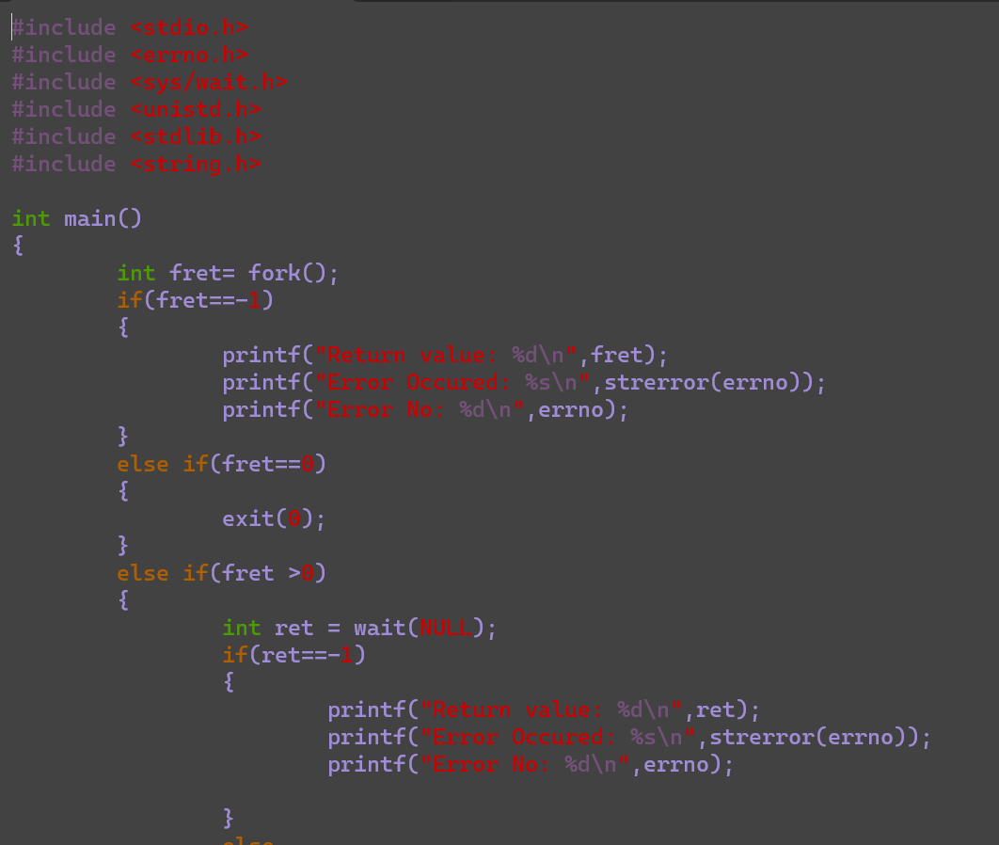 #include <stdio.h>
#include <errno.h>
#include <sys/wait.h>
#include <unistd.h>
#include <stdlib.h>
#include <string.h>

int main()
{
        int fret= fork();
        if(fret==-1)
        {
                printf("Return value: %d\n",fret);
                printf("Error Occured: %s\n",strerror(errno));
                printf("Error No: %d\n",errno);
        }
        else if(fret==0)
        {
                exit(0);
        }
        else if(fret >0)
        {
                int ret = wait(NULL);
                if(ret==-1)
                {
                        printf("Return value: %d\n",ret);
                        printf("Error Occured: %s\n",strerror(errno));
                        printf("Error No: %d\n",errno);

                }
                else